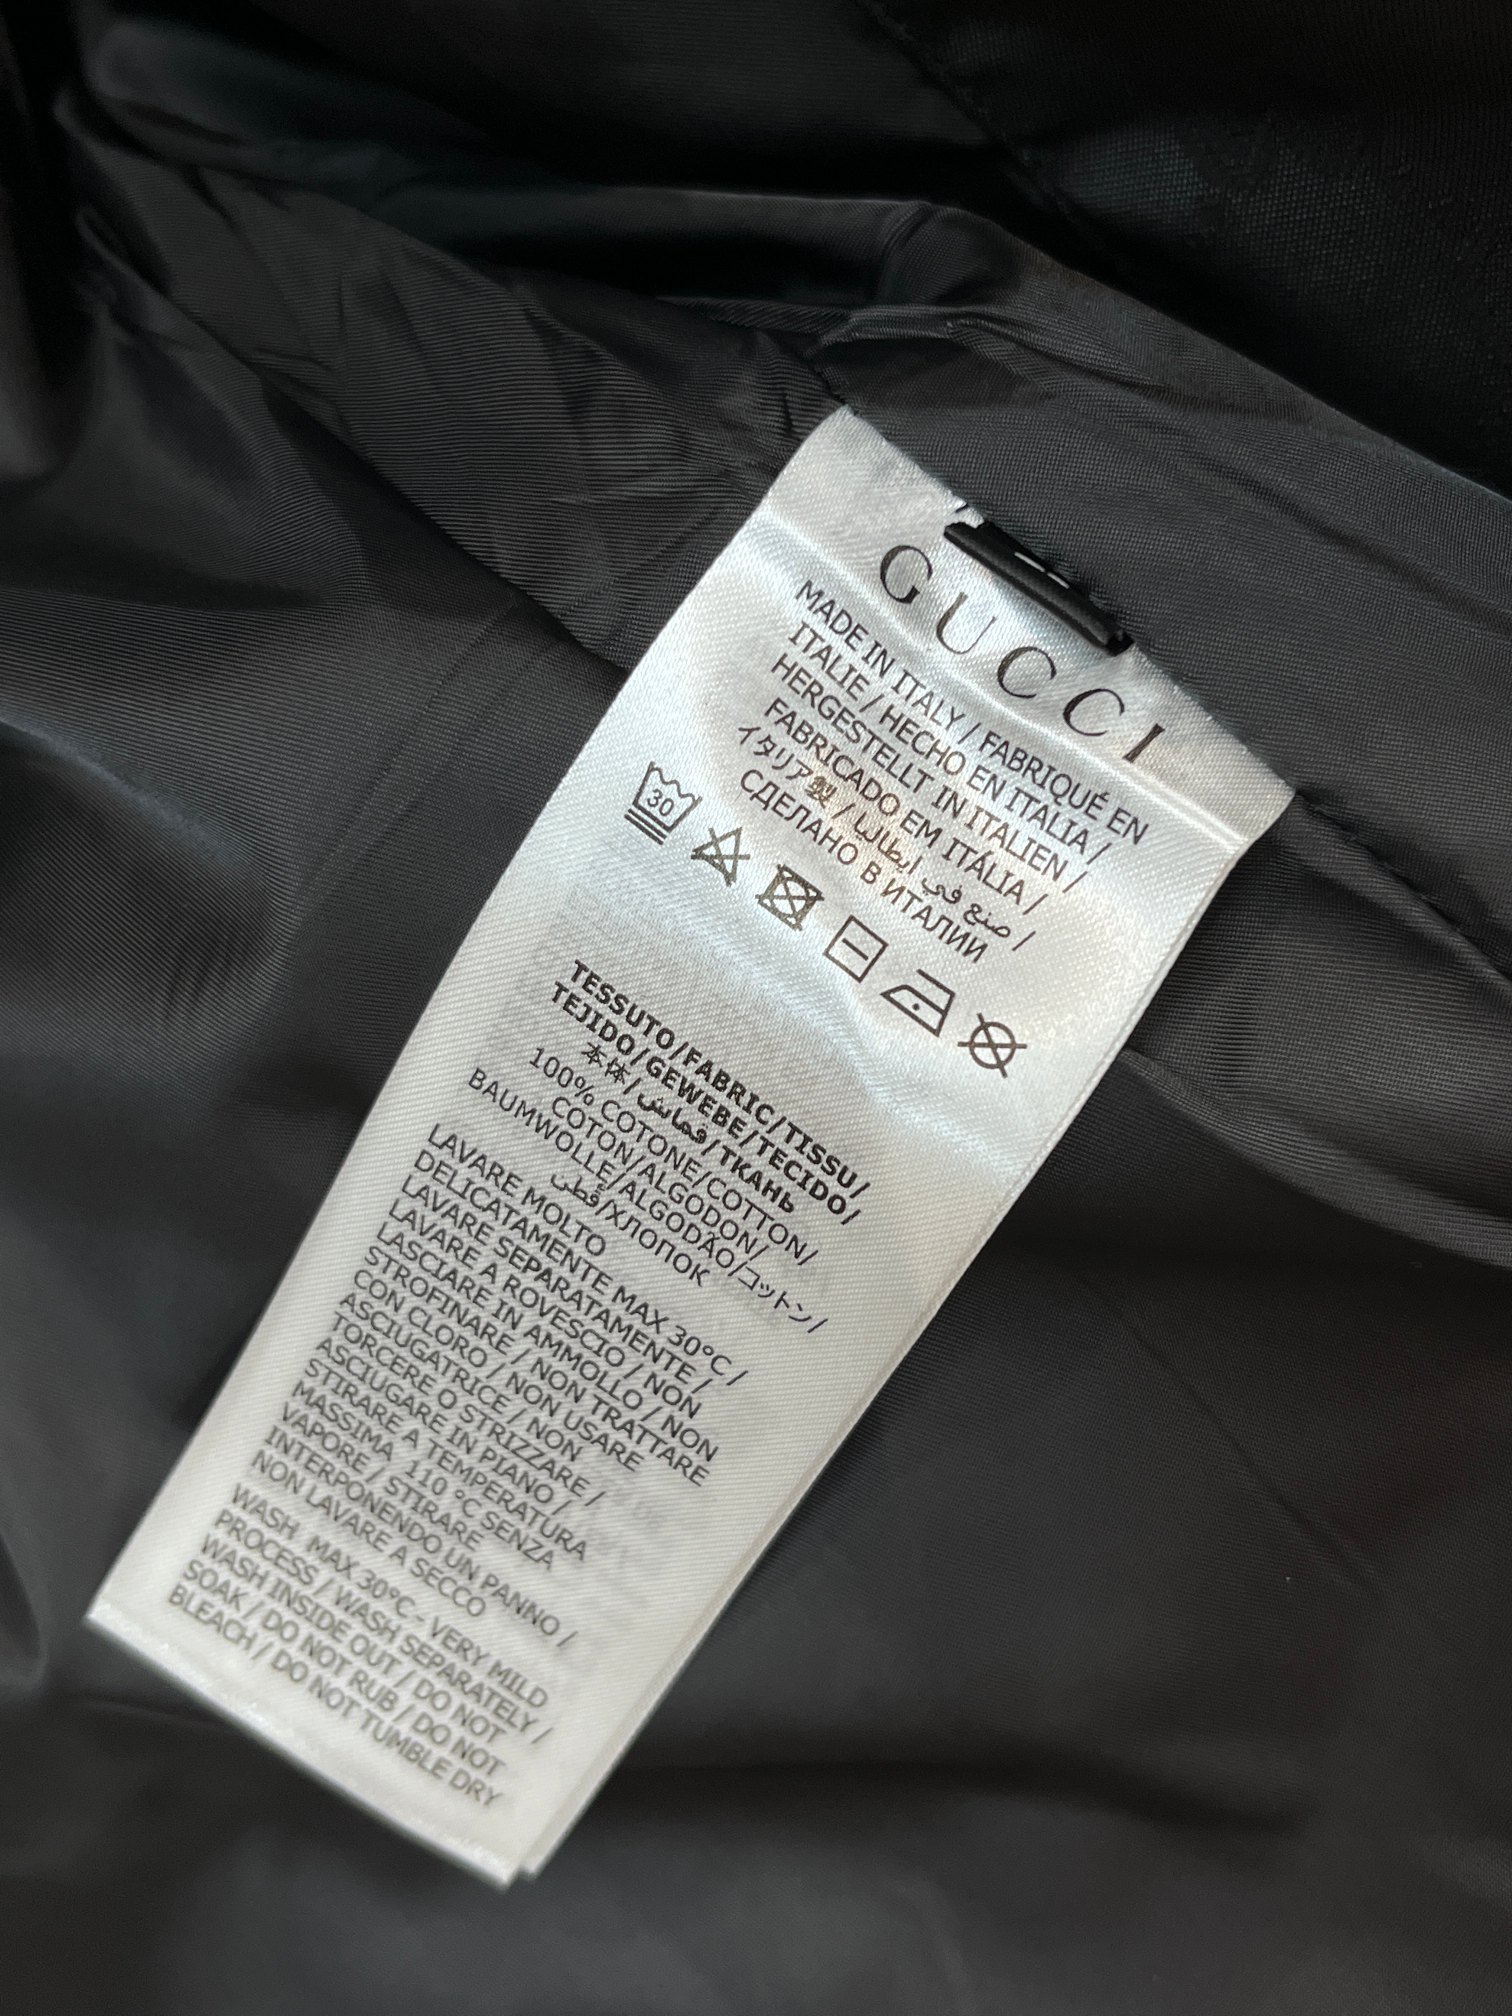 GUCCI
MADE IN ITALY / FABRIQUÉ EN
ITALIE / HECHO EN ITALIA /
HERGESTELLT IN ITALIEN /
FABRICADO EM ITÁLIA /
イタリア製 / صنع في ايطاليا /
СДЕЛАНО В ИТАЛИИ
30
TESSUTO/FABRIC/TISSU/
TEJIDO/GEWEBE/TECIDO/
本体/قماش/ТКАНЬ
100% COTONE/COTTON/
COTON/ALGODON/
BAUMWOLLE/ALGODÃO/コットン/
قطن/ХЛОПОК
LAVARE MOLTO
DELICATAMENTE MAX 30°C /
LAVARE SEPARATAMENTE /
LAVARE A ROVESCIO / NON
LASCIARE IN AMMOLLO / NON
STROFINARE / NON TRATTARE
CON CLORO / NON USARE
ASCIUGATRICE / NON
TORCERE O STRIZZARE /
ASCIUGARE IN PIANO /
STIRARE A TEMPERATURA
MASSIMA 110 °C SENZA
VAPORE / STIRARE
INTERPONENDO UN PANNO /
NON LAVARE A SECCO
WASH MAX 30°C - VERY MILD
PROCESS / WASH SEPARATELY /
WASH INSIDE OUT / DO NOT
SOAK / DO NOT RUB / DO NOT
BLEACH / DO NOT TUMBLE DRY